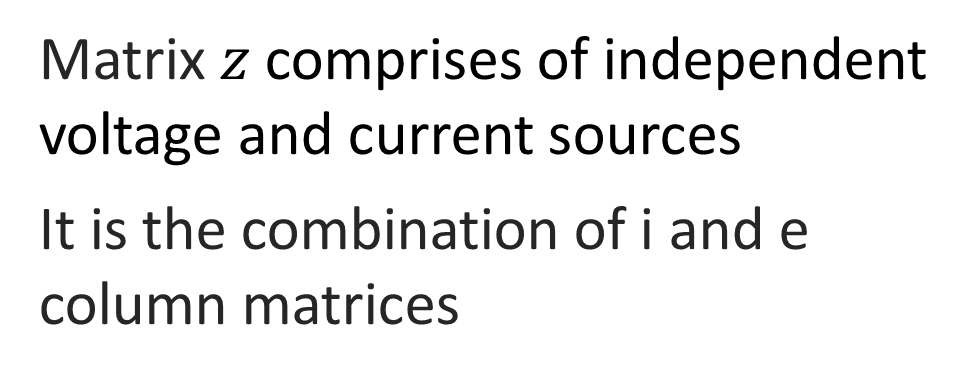 Matrix z comprises of independent
voltage and current sources
It is the combination of i and e
column matrices